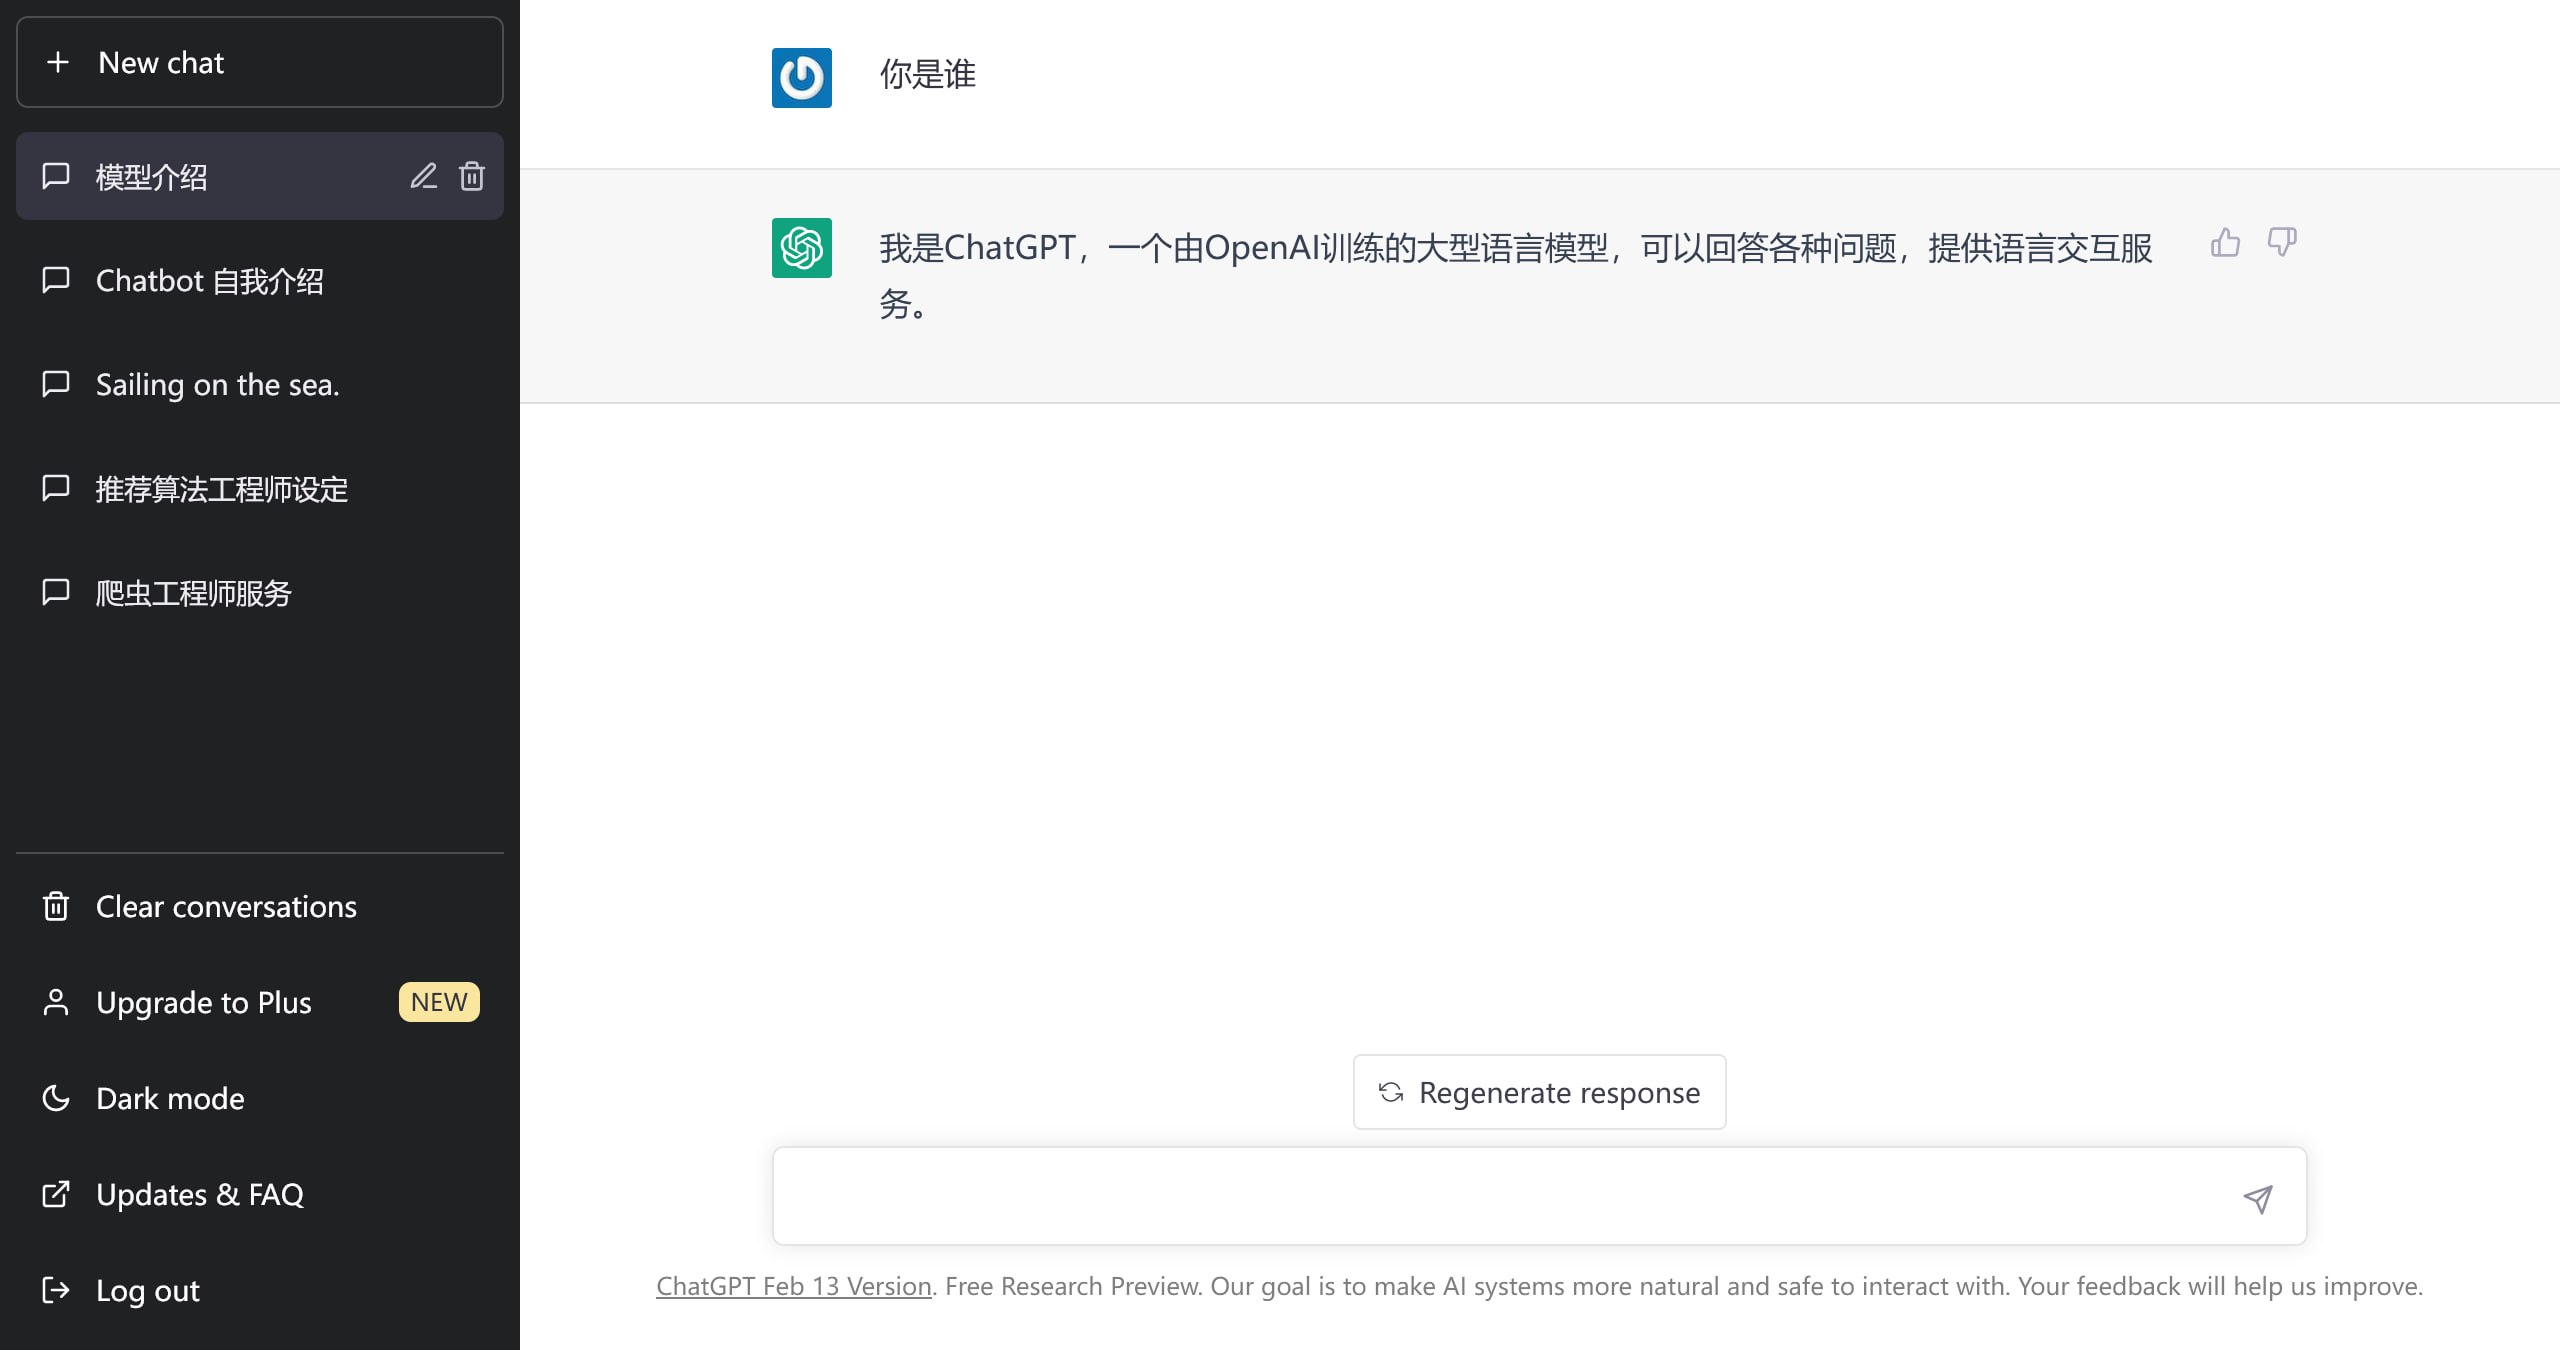 New chat
模型介绍
Chatbot 自我介绍
Sailing on the sea.
推荐算法工程师设定
爬虫工程师服务
Clear conversations
Upgrade to Plus NEW
Dark mode
Updates & FAQ
Log out
你是谁
我是ChatGPT，一个由OpenAI训练的大型语言模型，可以回答各种问题，提供语言交互服
务。
Regenerate response
ChatGPT Feb 13 Version. Free Research Preview. Our goal is to make AI systems more natural and safe to interact with. Your feedback will help us improve.